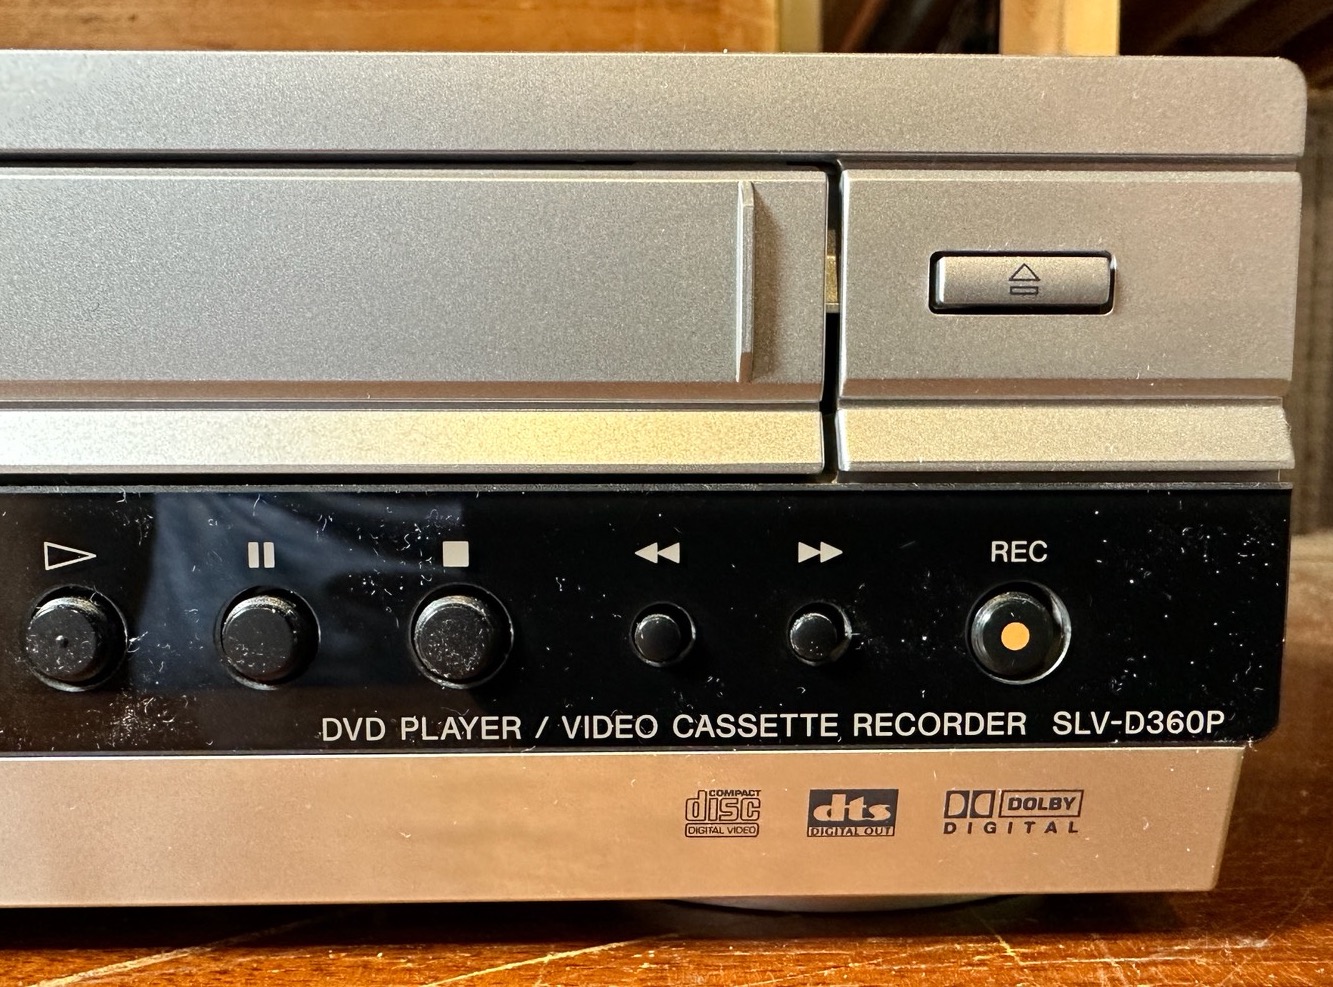 REC
DVD PLAYER / VIDEO CASSETTE RECORDER SLV-D360P
COMPACT
disc
DIGITAL VIDEO
dts
DIGITAL OUT
DOLBY
DIGITAL